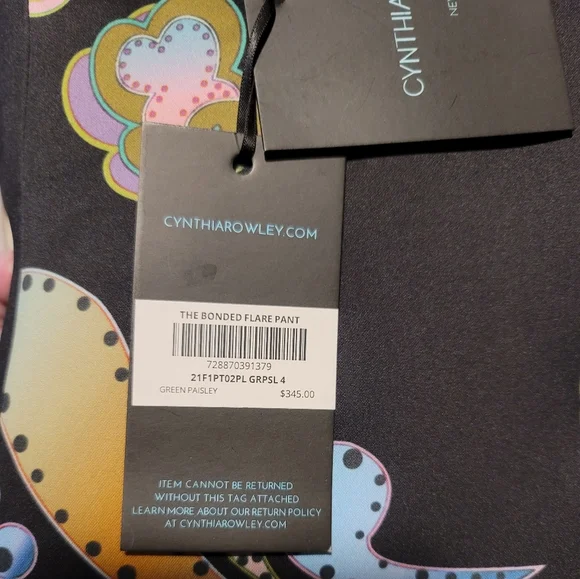 CYNTHIA
NE
CYNTHIAROWLEY.COM
THE BONDED FLARE PANT
728870391379
21F1PT02PL GRPSL 4
GREEN PAISLEY $345.00
ITEM CANNOT BE RETURNED
WITHOUT THIS TAG ATTACHED
LEARN MORE ABOUT OUR RETURN POLICY
AT CYNTHIAROWLEY.COM